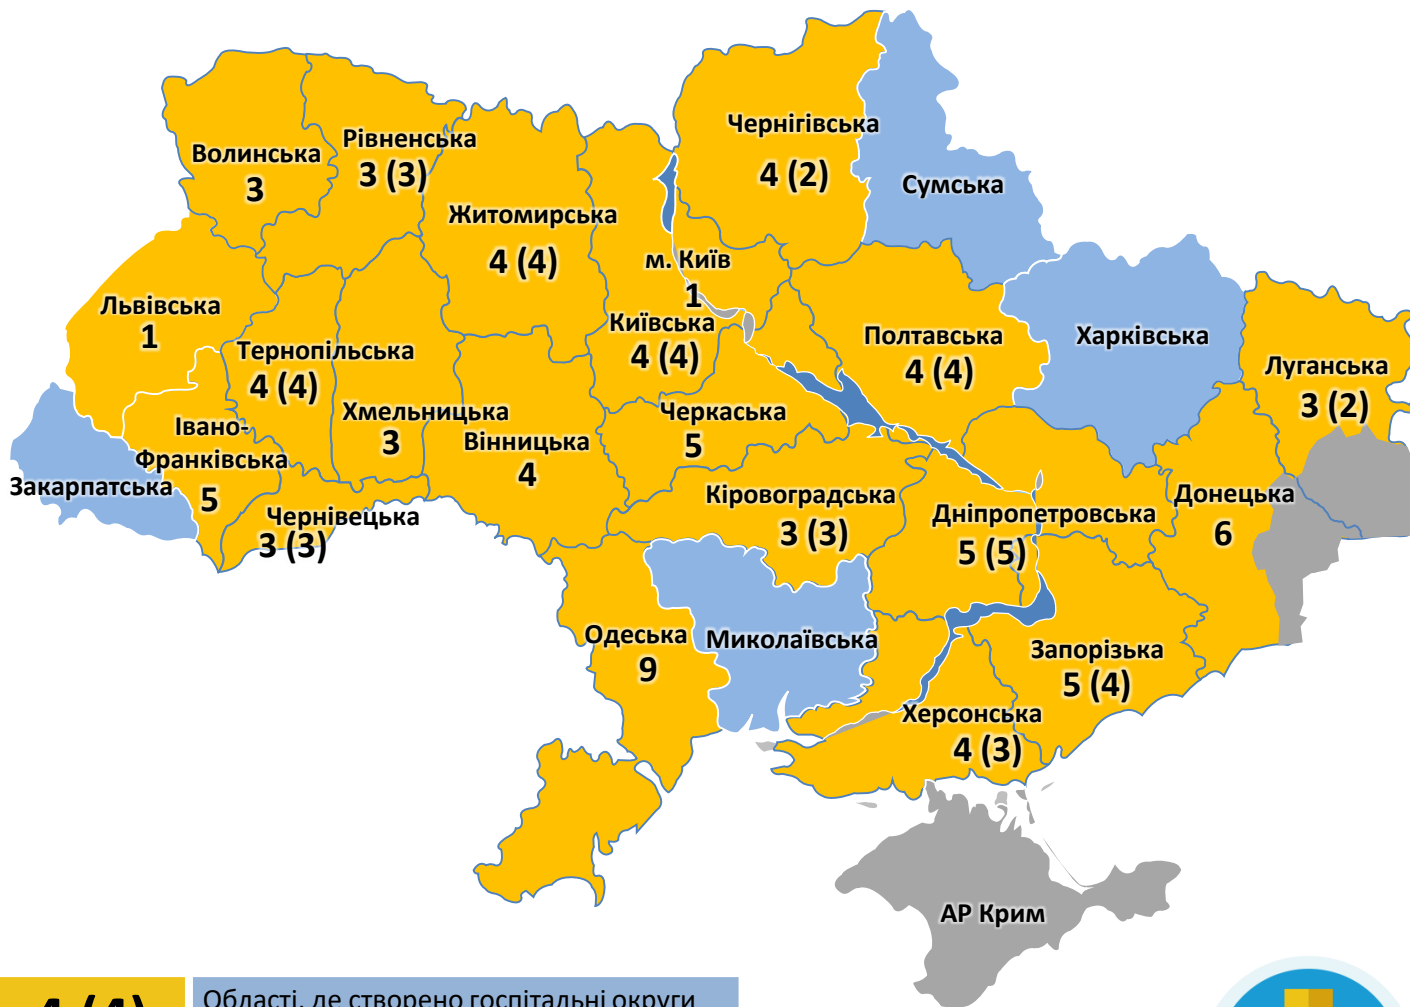 Чернігівська
4 (2)
Рівненська
3 (3)
Волинська
3
Сумська
Житомирська
4 (4)
м. Київ
1
Львівська
1
Київська
4 (4)
Полтавська
4 (4)
Харківська
Тернопільська
4 (4)
Луганська
3 (2)
Хмельницька
3
Черкаська
5
Івано-
Франківська
5
Вінницька
4
Закарпатська
Кіровоградська
3 (3)
Донецька
6
Чернівецька
3 (3)
Дніпропетровська
5 (5)
Одеська
9
Миколаївська
Запорізька
5 (4)
Херсонська
4 (3)
АР Крим
4 (4)
Області, де створено госпітальні округи